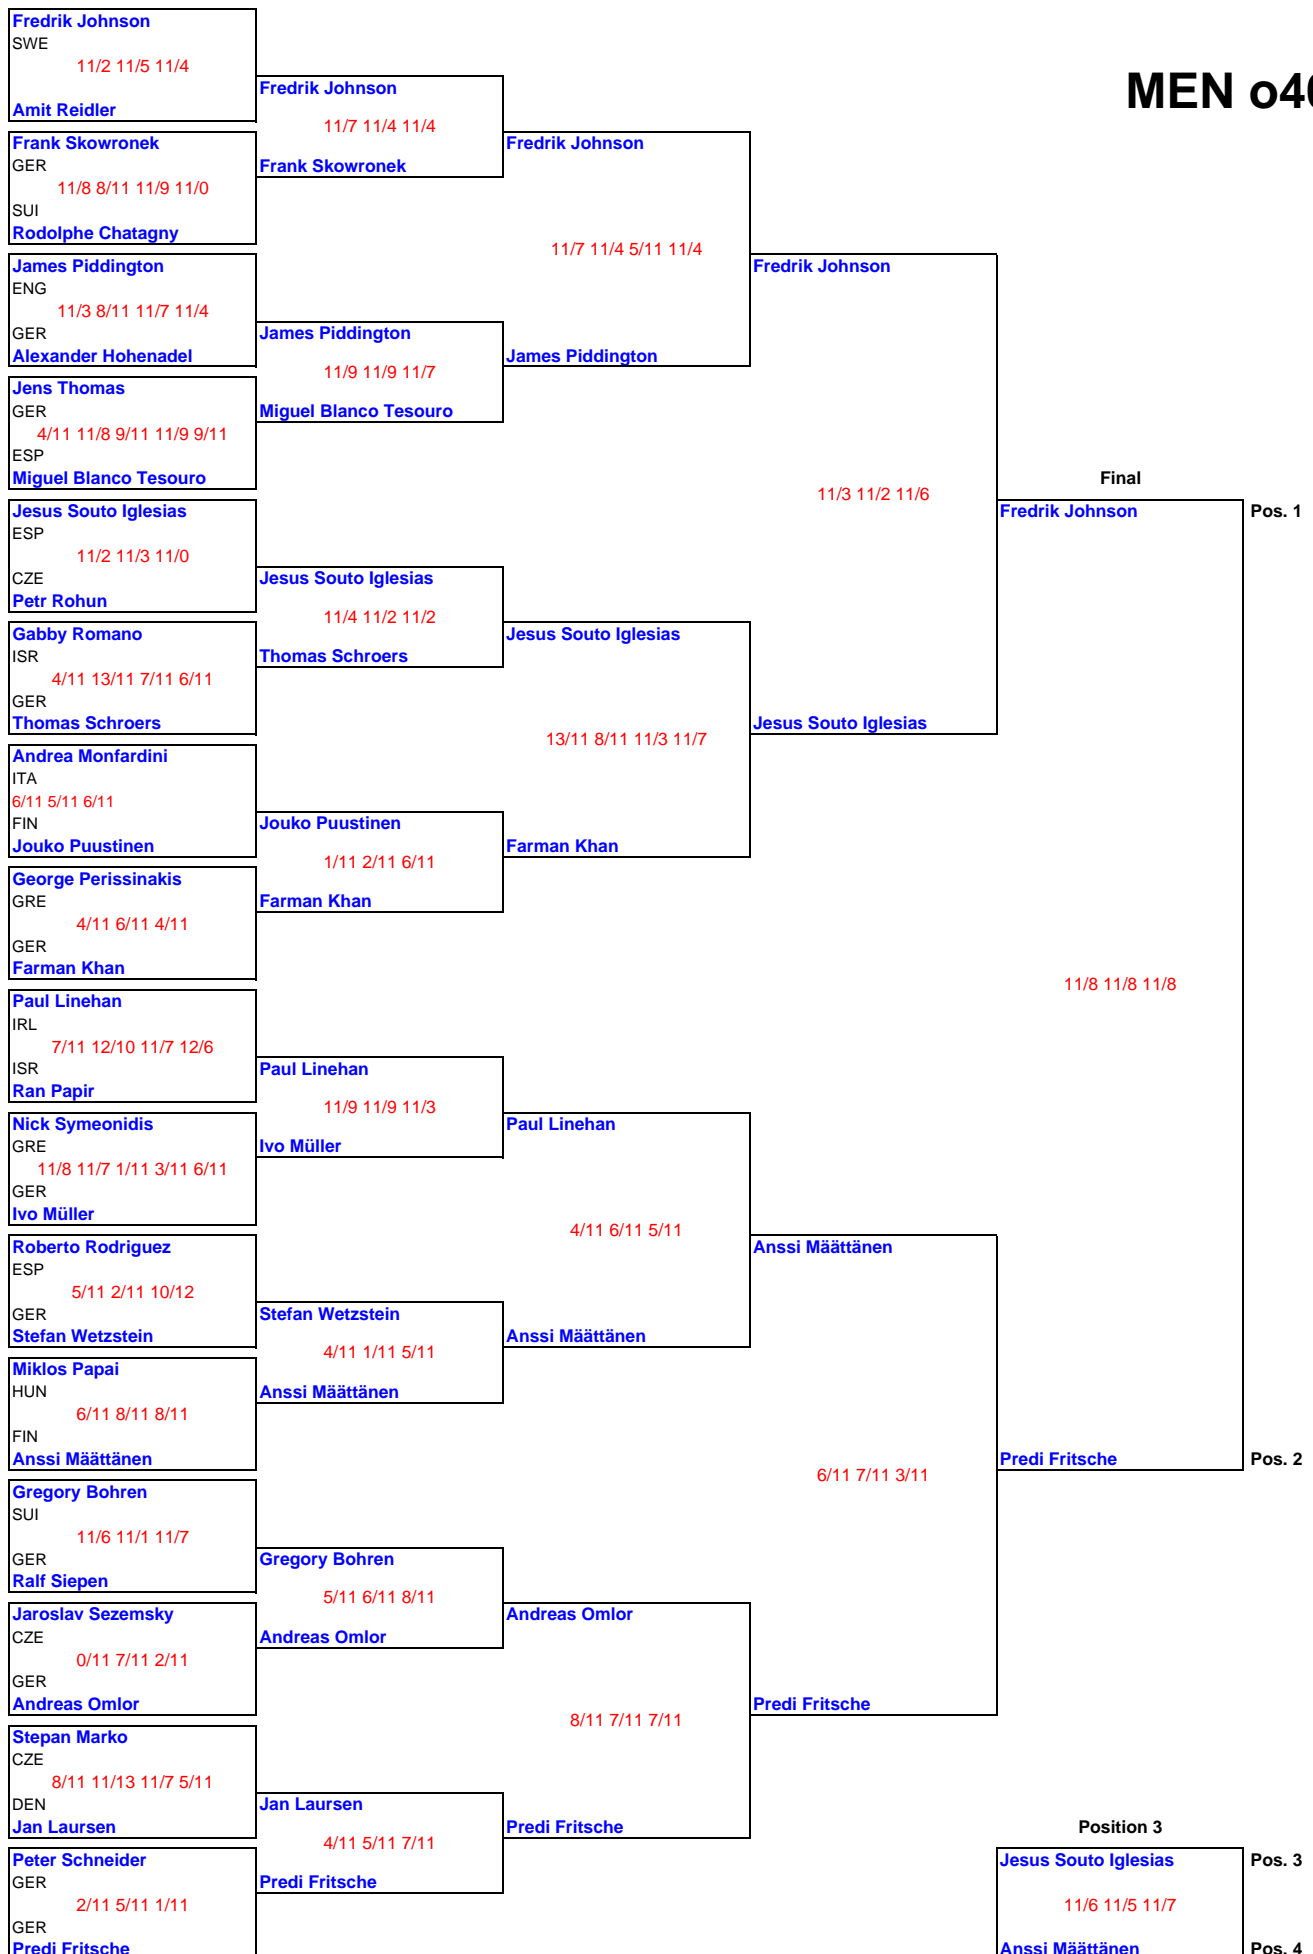 MEN o40
Fredrik Johnson
SWE
11/2 11/5 11/4
Amit Reidler
Frank Skowronek
GER
11/8 8/11 11/9 11/0
SUI
Rodolphe Chatagny
James Piddington
ENG
11/3 8/11 11/7 11/4
GER
Alexander Hohenadel
Jens Thomas
GER
4/11 11/8 9/11 11/9 9/11
ESP
Miguel Blanco Tesouro
Jesus Souto Iglesias
ESP
11/2 11/3 11/0
CZE
Petr Rohun
Gabby Romano
ISR
4/11 13/11 7/11 6/11
GER
Thomas Schroers
Andrea Monfardini
ITA
6/11 5/11 6/11
FIN
Jouko Puustinen
George Perissinakis
GRE
4/11 6/11 4/11
GER
Farman Khan
Paul Linehan
IRL
7/11 12/10 11/7 12/6
ISR
Ran Papir
Nick Symeonidis
GRE
11/8 11/7 1/11 3/11 6/11
GER
Ivo Müller
Roberto Rodriguez
ESP
5/11 2/11 10/12
GER
Stefan Wetzstein
Miklos Papai
HUN
6/11 8/11 8/11
FIN
Anssi Määttänen
Gregory Bohren
SUI
11/6 11/1 11/7
GER
Ralf Siepen
Jaroslav Sezemsky
CZE
0/11 7/11 2/11
GER
Andreas Omlor
Stepan Marko
CZE
8/11 11/13 11/7 5/11
DEN
Jan Laursen
Peter Schneider
GER
2/11 5/11 1/11
GER
Predi Fritsche
Fredrik Johnson
11/7 11/4 11/4
Frank Skowronek
James Piddington
11/9 11/9 11/7
Miguel Blanco Tesouro
Jesus Souto Iglesias
11/4 11/2 11/2
Thomas Schroers
Jouko Puustinen
1/11 2/11 6/11
Farman Khan
Paul Linehan
11/9 11/9 11/3
Ivo Müller
Stefan Wetzstein
4/11 1/11 5/11
Anssi Määttänen
Gregory Bohren
5/11 6/11 8/11
Andreas Omlor
Jan Laursen
4/11 5/11 7/11
Predi Fritsche
Fredrik Johnson
11/7 11/4 5/11 11/4
James Piddington
Jesus Souto Iglesias
13/11 8/11 11/3 11/7
Farman Khan
Paul Linehan
4/11 6/11 5/11
Anssi Määttänen
Andreas Omlor
8/11 7/11 7/11
Predi Fritsche
Fredrik Johnson
11/3 11/2 11/6
Jesus Souto Iglesias
Anssi Määttänen
6/11 7/11 3/11
Predi Fritsche
Final
Fredrik Johnson Pos. 1
11/8 11/8 11/8
Predi Fritsche Pos. 2
Position 3
Jesus Souto Iglesias Pos. 3
11/6 11/5 11/7
Anssi Määttänen Pos. 4